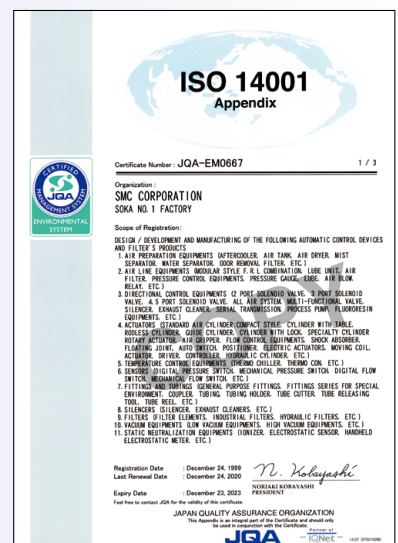 ISO 14001
Appendix
CERTIFIED
MANAGEMENT SYSTEM
JQA
ENVIRONMENTAL
SYSTEM
Certificate Number : JQA-EM0667 1 / 3
Organization :
SMC CORPORATION
SOKA NO. 1 FACTORY
Scope of Registration:
DESIGN / DEVELOPMENT AND MANUFACTURING OF THE FOLLOWING AUTOMATIC CONTROL DEVICES
AND FILTER'S PRODUCTS
1. AIR PREPARATION EQUIPMENTS (AFTERCOOLER. AIR TANK. AIR DRYER. MIST
SEPARATOR. WATER SEPARATOR. ODOR REMOVAL FILTER. ETC.)
2. AIR LINE EQUIPMENTS (MODULAR STYLE F. R. L COMBINATION. LUBE UNIT. AIR
FILTER. PRESSURE CONTROL EQUIPMENTS. PRESSURE GAUGE. LUBE. AIR BLOW.
RELAY. ETC.)
3. DIRECTIONAL CONTROL EQUIPMENTS (2 PORT SOLENOID VALVE. 3 PORT SOLENOID
VALVE. 4. 5 PORT SOLENOID VALVE. ALL AIR SYSTEM. MULTI-FUNCTIONAL VALVE.
SILENCER. EXHAUST CLEANER. SERIAL TRANSMISSION. PROCESS PUMP. FLUORORESIN
EQUIPMENTS. ETC.)
4. ACTUATORS (STANDARD AIR CYLINDER. COMPACT STYLE. CYLINDER WITH TABLE.
RODLESS CYLINDER. GUIDE CYLINDER. CYLINDER WITH LOCK. SPECIALTY CYLINDER
ROTARY ACTUATOR. AIR GRIPPER. FLOW CONTROL EQUIPMENTS. SHOCK ABSORBER.
FLOATING JOINT. AUTO SWITCH. POSITIONER. ELECTRIC ACTUATORS. MOVING COIL.
ACTUATOR. DRIVER. CONTROLLER. HYDRAULIC CYLINDER. ETC.)
5. TEMPERATURE CONTROL EQUIPMENTS (THERMO CHILLER. THERMO CON. ETC.)
6. SENSORS (DIGITAL PRESSURE SWITCH. MECHANICAL PRESSURE SWITCH. DIGITAL FLOW
SWITCH. MECHANICAL FLOW SWITCH. ETC.)
7. FITTINGS AND TUBINGS (GENERAL PURPOSE FITTINGS. FITTINGS SERIES FOR SPECIAL
ENVIRONMENT. COUPLER. TUBING. TUBING HOLDER. TUBE CUTTER. TUBE RELEASING
TOOL. TUBE REEL. ETC.)
8. SILENCERS (SILENCER. EXHAUST CLEANERS. ETC.)
9. FILTERS (FILTER ELEMENTS. INDUSTRIAL FILTERS. HYDRAULIC FILTERS. ETC.)
10. VACUUM EQUIPMENTS (LOW VACUUM EQUIPMENTS. HIGH VACUUM EQUIPMENTS. ETC.)
11. STATIC NEUTRALIZATION EQUIPMENTS (IONIZER. ELECTROSTATIC SENSOR. HANDHELD
ELECTROSTATIC METER. ETC.)
COPY
Registration Date : December 24, 1999
Last Renewal Date : December 24, 2020
N. Kobayashi
NORIAKI KOBAYASHI
PRESIDENT
Expiry Date : December 23, 2023
Feel free to contact JQA for the validity of this certificate.
JAPAN QUALITY ASSURANCE ORGANIZATION
This Appendix is an integral part of the Certificate and should only
be used in conjunction with the Certificate.
JQA
Partner of
IQNet